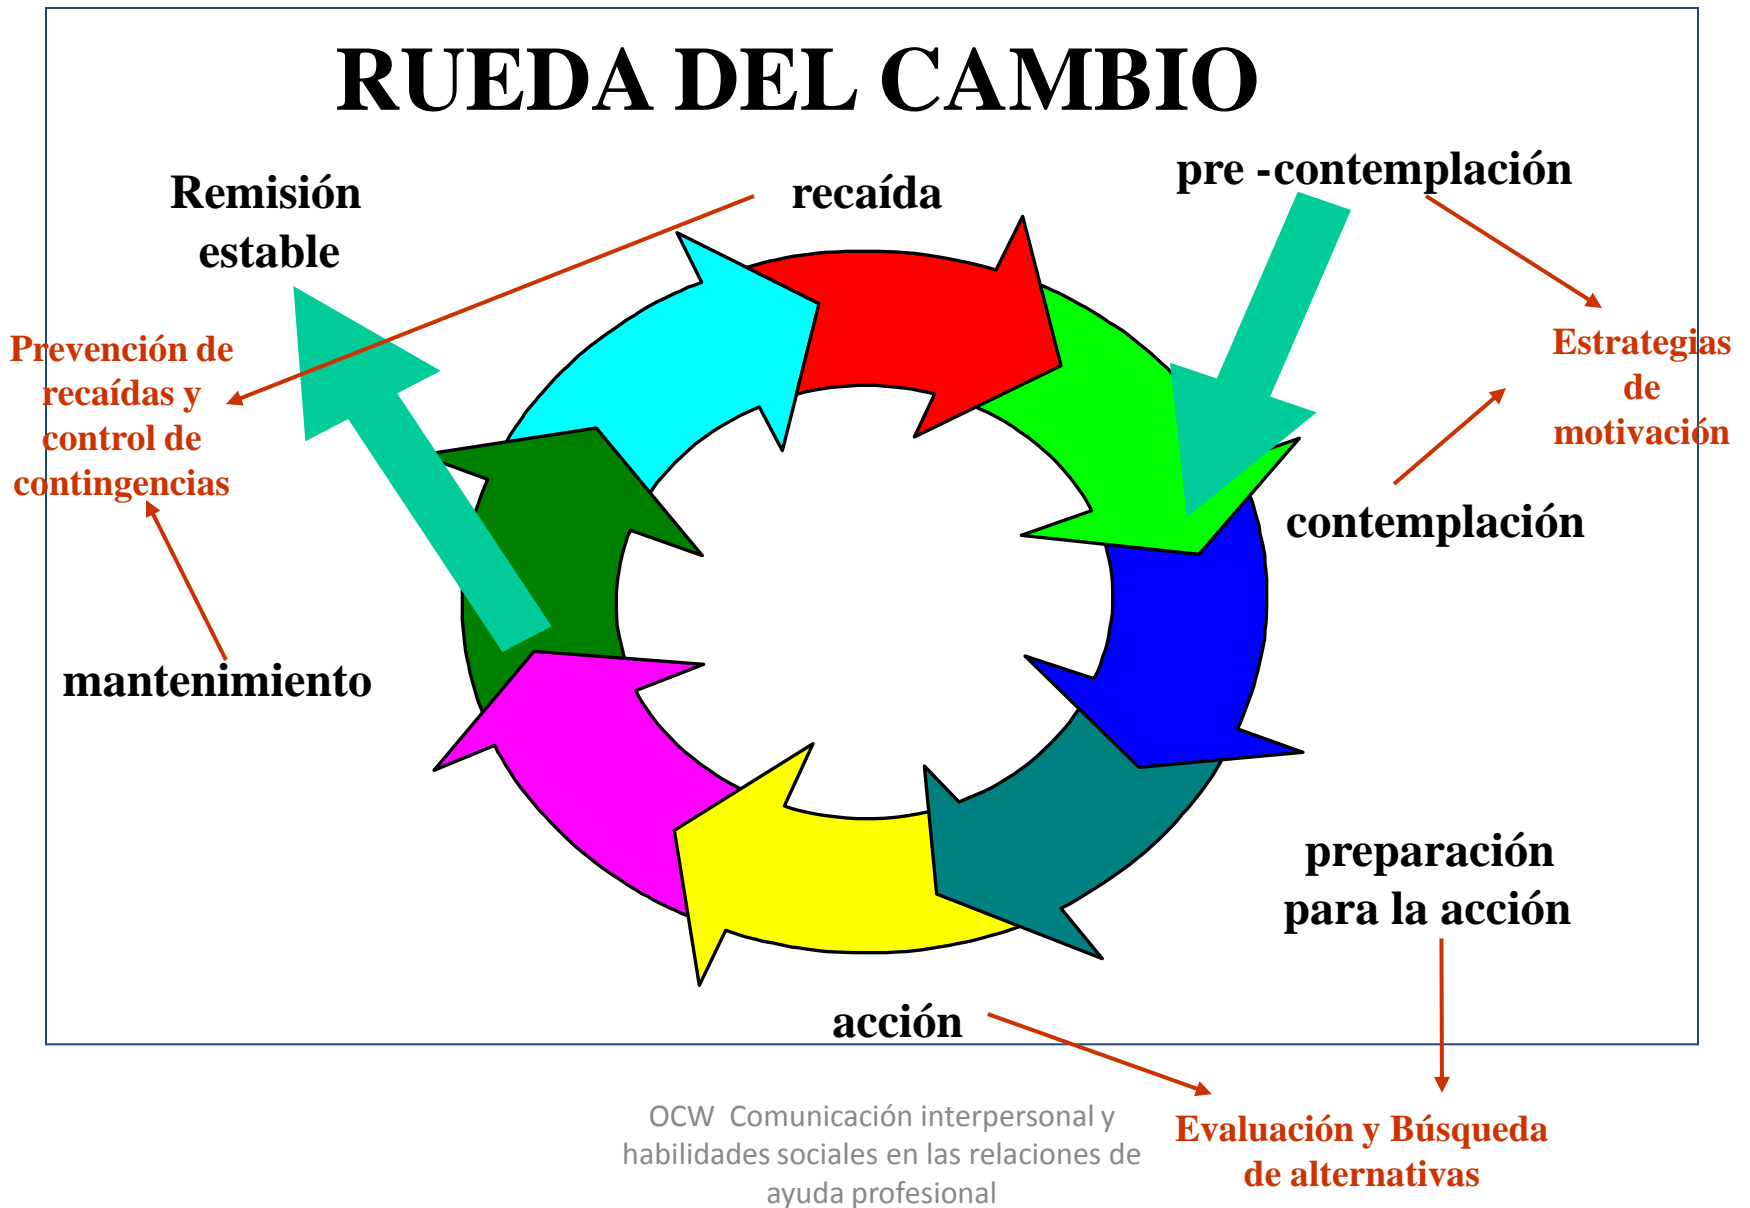 RUEDA DEL CAMBIO
pre -contemplación
Remisión
estable
recaída
Prevención de
recaídas y
control de
contingencias
Estrategias
de
motivación
contemplación
mantenimiento
preparación
para la acción
acción
Evaluación y Búsqueda
de alternativas
OCW  Comunicación interpersonal y
habilidades sociales en las relaciones de
ayuda profesional